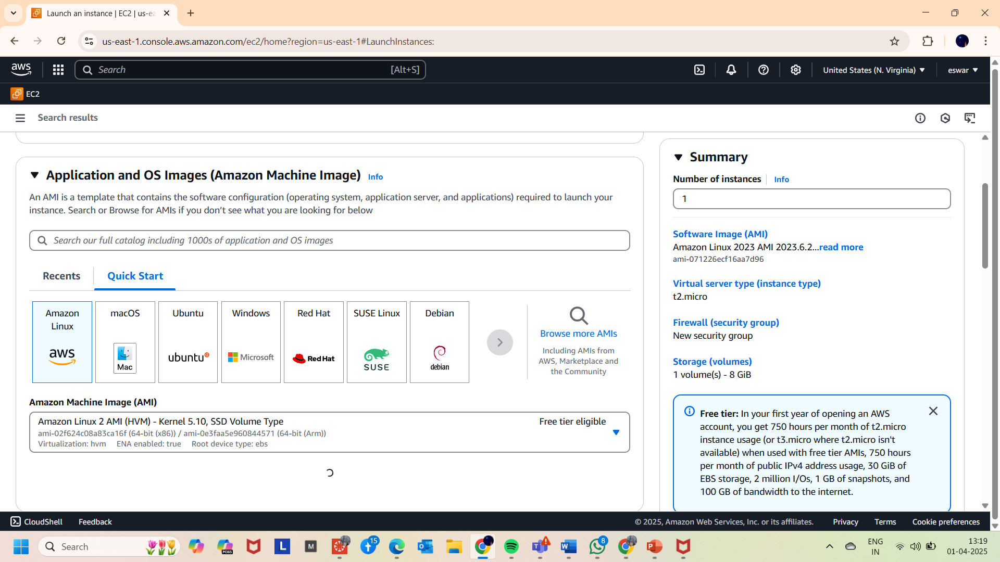 Launch an instance | EC2 | us-ea
us-east-1.console.aws.amazon.com/ec2/home?region=us-east-1#LaunchInstances:
aws
Search
[Alt+S]
United States (N. Virginia)
eswar
EC2
Search results
Application and OS Images (Amazon Machine Image) Info
An AMI is a template that contains the software configuration (operating system, application server, and applications) required to launch your
instance. Search or Browse for AMIs if you don’t see what you are looking for below
Search our full catalog including 1000s of application and OS images
Recents
Quick Start
Amazon
Linux
aws
macOS
Mac
Ubuntu
ubuntu
Windows
Microsoft
Red Hat
Red Hat
SUSE Linux
SUSE
Debian
debian
Browse more AMIs
Including AMIs from
AWS, Marketplace and
the Community
Amazon Machine Image (AMI)
Amazon Linux 2 AMI (HVM) - Kernel 5.10, SSD Volume Type
Free tier eligible
ami-02f624c08a83ca16f (64-bit (x86)) / ami-0e3faa5e960844571 (64-bit (Arm))
Virtualization: hvm ENA enabled: true Root device type: ebs
Summary
Number of instances Info
1
Software Image (AMI)
Amazon Linux 2023 AMI 2023.6.2...read more
ami-071226ecf16aa7d96
Virtual server type (instance type)
t2.micro
Firewall (security group)
New security group
Storage (volumes)
1 volume(s) - 8 GiB
Free tier: In your first year of opening an AWS
account, you get 750 hours per month of t2.micro
instance usage (or t3.micro where t2.micro isn't
available) when used with free tier AMIs, 750 hours
per month of public IPv4 address usage, 30 GiB of
EBS storage, 2 million I/Os, 1 GB of snapshots, and
100 GB of bandwidth to the internet.
CloudShell
Feedback
© 2025, Amazon Web Services, Inc. or its affiliates.
Privacy
Terms
Cookie preferences
Search
M365
L
M
15
8
ENG
IN
13:19
01-04-2025